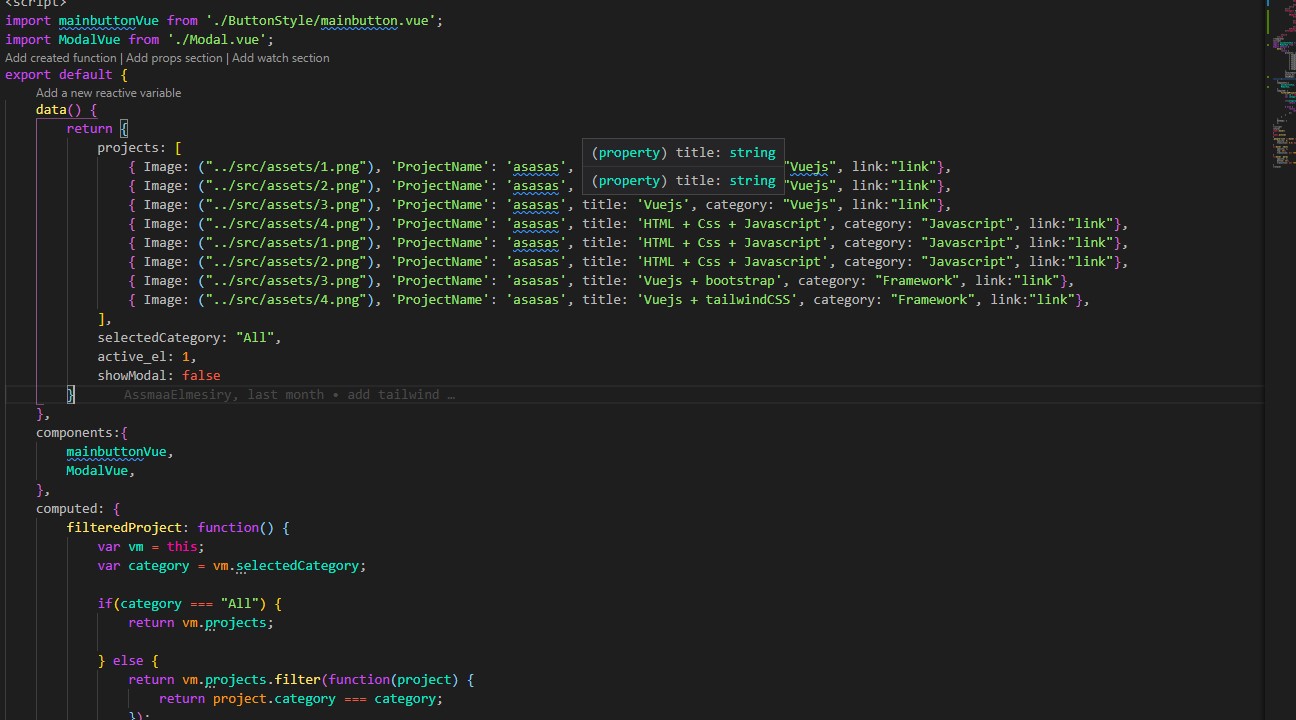 <script>
import mainbuttonVue from './ButtonStyle/mainbutton.vue';
import ModalVue from './Modal.vue';
Add created function | Add props section | Add watch section
export default {
Add a new reactive variable
data() {
return {
projects: [
(property) title: string
{ Image: ("../src/assets/1.png"), 'ProjectName': 'asasas', "Vuejs", link:"link"},
(property) title: string
{ Image: ("../src/assets/2.png"), 'ProjectName': 'asasas', "Vuejs", link:"link"},
{ Image: ("../src/assets/3.png"), 'ProjectName': 'asasas', title: 'Vuejs', category: "Vuejs", link:"link"},
{ Image: ("../src/assets/4.png"), 'ProjectName': 'asasas', title: 'HTML + Css + Javascript', category: "Javascript", link:"link"},
{ Image: ("../src/assets/1.png"), 'ProjectName': 'asasas', title: 'HTML + Css + Javascript', category: "Javascript", link:"link"},
{ Image: ("../src/assets/2.png"), 'ProjectName': 'asasas', title: 'HTML + Css + Javascript', category: "Javascript", link:"link"},
{ Image: ("../src/assets/3.png"), 'ProjectName': 'asasas', title: 'Vuejs + bootstrap', category: "Framework", link:"link"},
{ Image: ("../src/assets/4.png"), 'ProjectName': 'asasas', title: 'Vuejs + tailwindCSS', category: "Framework", link:"link"},
],
selectedCategory: "All",
active_el: 1,
showModal: false
} AssmaaElmesiry, last month • add tailwind …
},
components:{
mainbuttonVue,
ModalVue,
},
computed: {
filteredProject: function() {
var vm = this;
var category = vm.selectedCategory;
if(category === "All") {
return vm.projects;
} else {
return vm.projects.filter(function(project) {
return project.category === category;
});